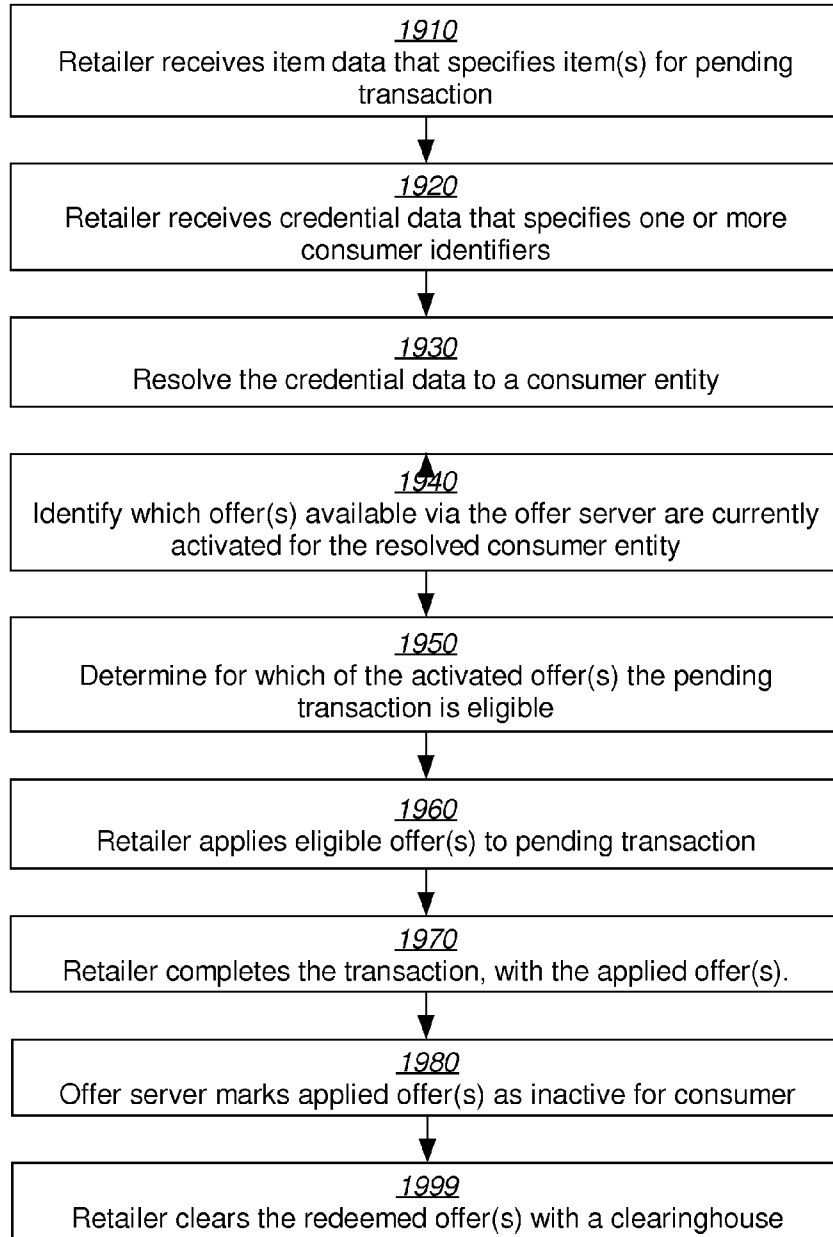 1910
Retailer receives item data that specifies item(s) for pending
transaction
1920
Retailer receives credential data that specifies one or more
consumer identifiers
1930
Resolve the credential data to a consumer entity
1940
Identify which offer(s) available via the offer server are currently
activated for the resolved consumer entity
1950
Determine for which of the activated offer(s) the pending
transaction is eligible
1960
Retailer applies eligible offer(s) to pending transaction
1970
Retailer completes the transaction, with the applied offer(s).
1980
Offer server marks applied offer(s) as inactive for consumer
1999
Retailer clears the redeemed offer(s) with a clearinghouse